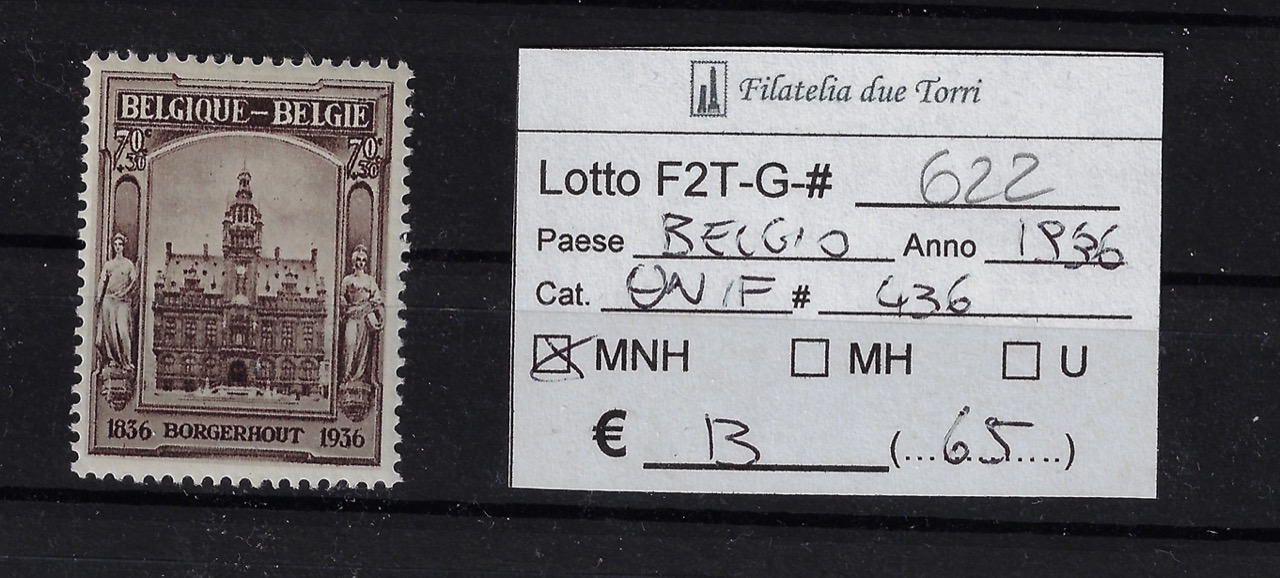 BELGIQUE–BELGIË
70c 70c
+30 +30
1836 BORGERHOUT 1936
Filatelia due Torri
Lotto F2T-G-# 622
Paese BELGIO Anno 1936
Cat. UNIF # 436
☒ MNH ☐ MH ☐ U
€ 13 (...65....)